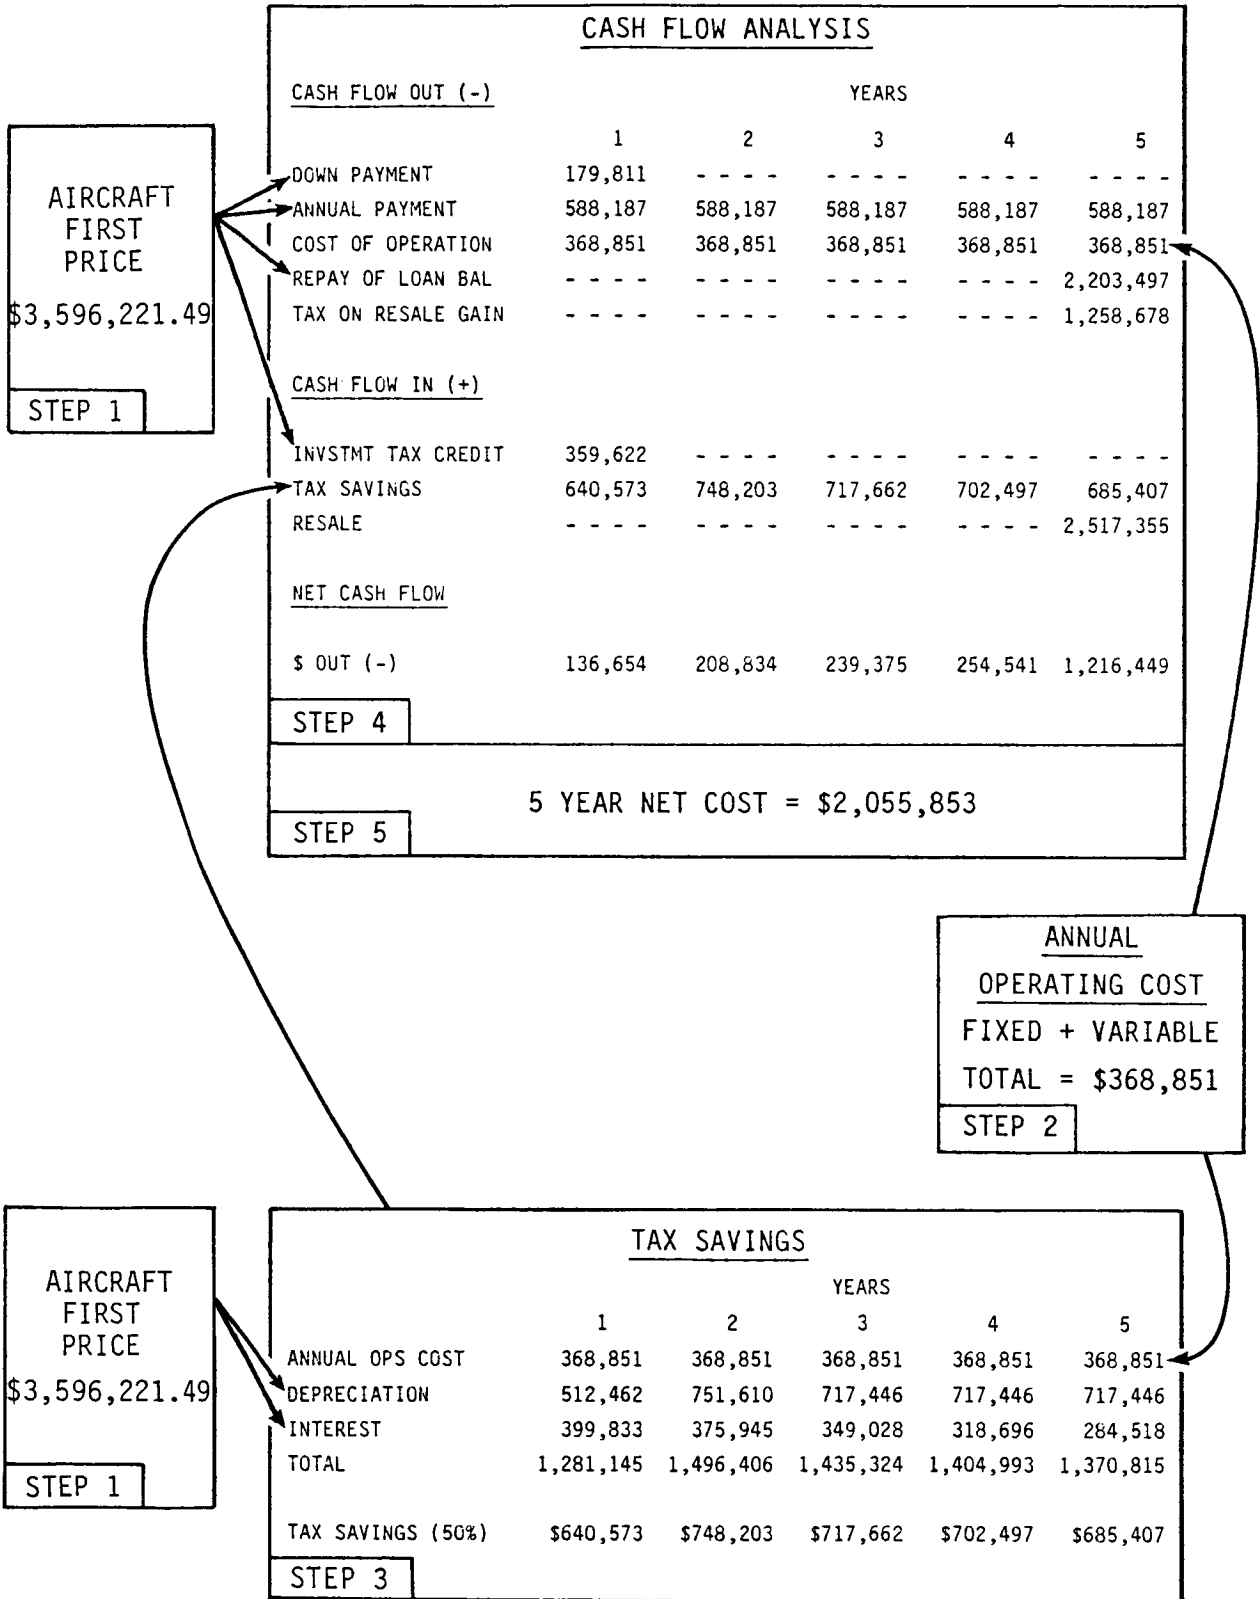 CASH FLOW ANALYSIS
CASH FLOW OUT (-) YEARS
1 2 3 4 5
DOWN PAYMENT 179,811 - - - - - - - - - - - - - - - -
ANNUAL PAYMENT 588,187 588,187 588,187 588,187 588,187
COST OF OPERATION 368,851 368,851 368,851 368,851 368,851
REPAY OF LOAN BAL - - - - - - - - - - - - - - - - 2,203,497
TAX ON RESALE GAIN - - - - - - - - - - - - - - - - 1,258,678
CASH FLOW IN (+)
INVSTMT TAX CREDIT 359,622 - - - - - - - - - - - - - - - -
TAX SAVINGS 640,573 748,203 717,662 702,497 685,407
RESALE - - - - - - - - - - - - - - - - 2,517,355
NET CASH FLOW
$ OUT (-) 136,654 208,834 239,375 254,541 1,216,449
STEP 4
5 YEAR NET COST = $2,055,853
STEP 5
AIRCRAFT
FIRST
PRICE
$3,596,221.49
STEP 1
ANNUAL
OPERATING COST
FIXED + VARIABLE
TOTAL = $368,851
STEP 2
AIRCRAFT
FIRST
PRICE
$3,596,221.49
STEP 1
TAX SAVINGS
YEARS
1 2 3 4 5
ANNUAL OPS COST 368,851 368,851 368,851 368,851 368,851
DEPRECIATION 512,462 751,610 717,446 717,446 717,446
INTEREST 399,833 375,945 349,028 318,696 284,518
TOTAL 1,281,145 1,496,406 1,435,324 1,404,993 1,370,815
TAX SAVINGS (50%) $640,573 $748,203 $717,662 $702,497 $685,407
STEP 3